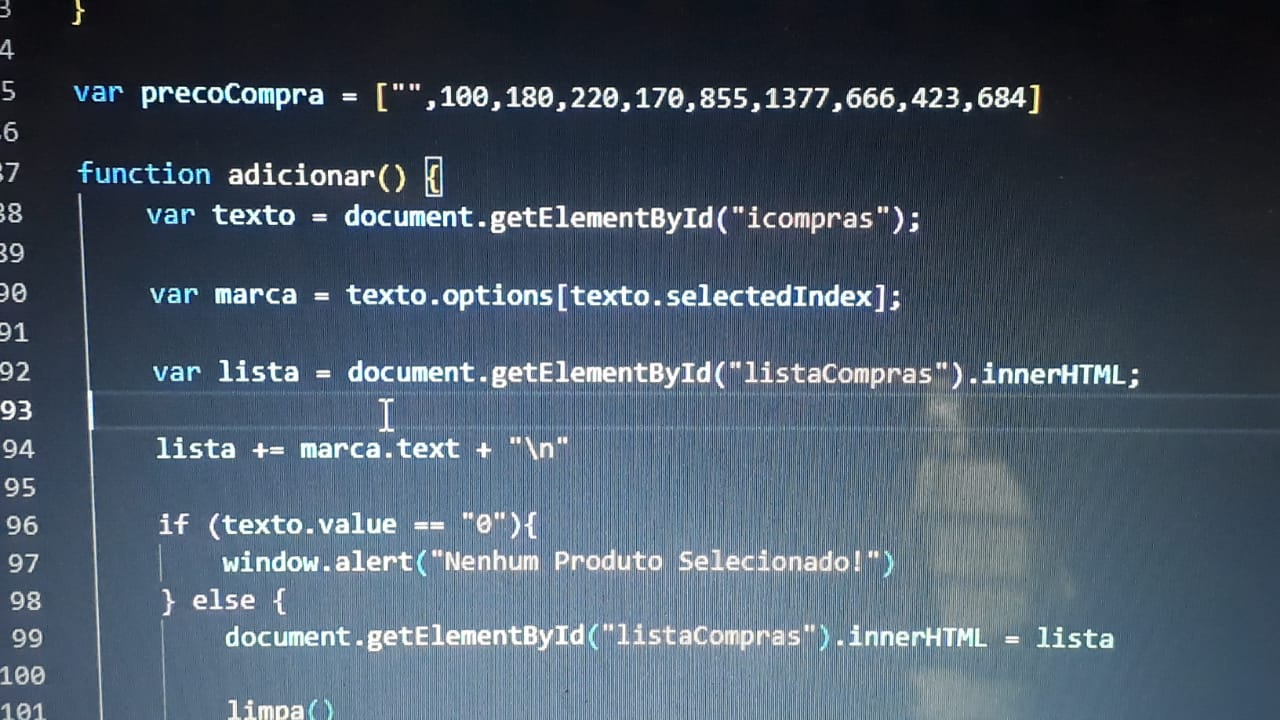 3 }
4
5 var precoCompra = ["",100,180,220,170,855,1377,666,423,684]
86
87 function adicionar() {
88 var texto = document.getElementById("icompras");
89
90 var marca = texto.options[texto.selectedIndex];
91
92 var lista = document.getElementById("listaCompras").innerHTML;
93
94 lista += marca.text + "\n"
95
96 if (texto.value == "0"){
97 window.alert("Nenhum Produto Selecionado!")
98 } else {
99 document.getElementById("listaCompras").innerHTML = lista
100
101 limpa()